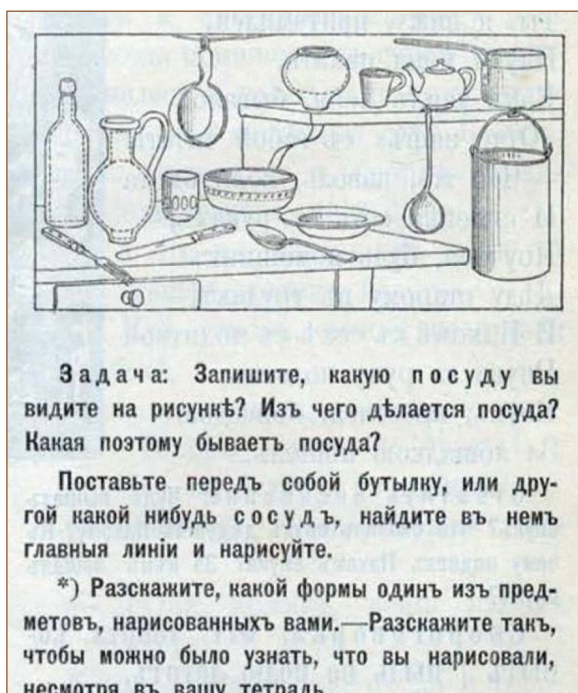 Задача: Запишите, какую посуду вы
видите на рисункѣ? Изъ чего дѣлается посуда?
Какая поэтому бываетъ посуда?
Поставьте передъ собой бутылку, или дру-
гой какой нибудь сосудъ, найдите въ немъ
главныя линіи и нарисуйте.
*) Разскажите, какой формы одинъ изъ пред-
метовъ, нарисованныхъ вами.—Разскажите такъ,
чтобы можно было узнать, что вы нарисовали,
несмотря въ вашу тетрадь.